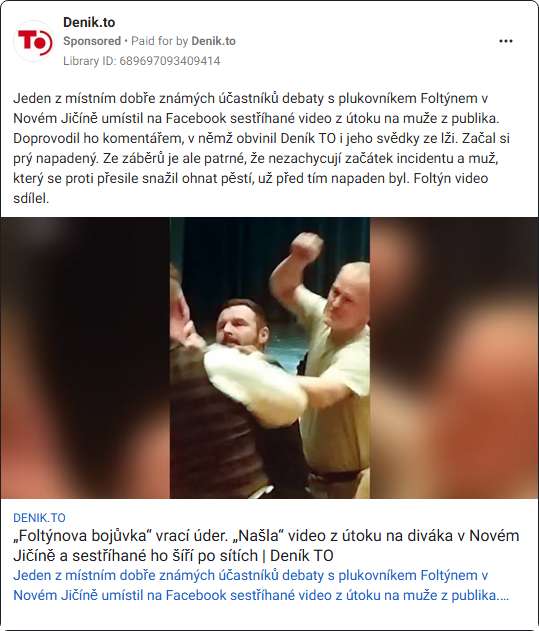 Denik.to
Sponsored • Paid for by Denik.to
Library ID: 689697093409414
TO
Jeden z místním dobře známých účastníků debaty s plukovníkem Foltýnem v
Novém Jičíně umístil na Facebook sestříhané video z útoku na muže z publika.
Doprovodil ho komentářem, v němž obvinil Deník TO i jeho svědky ze lži. Začal si
prý napadený. Ze záběrů je ale patrné, že nezachycují začátek incidentu a muž,
který se proti přesile snažil ohnat pěstí, už před tím napaden byl. Foltýn video
sdílel.
DENIK.TO
„Foltýnova bojůvka“ vrací úder. „Našla“ video z útoku na diváka v Novém
Jičíně a sestříhané ho šíří po sítích | Deník TO
Jeden z místním dobře známých účastníků debaty s plukovníkem Foltýnem v
Novém Jičíně umístil na Facebook sestříhané video z útoku na muže z publika....